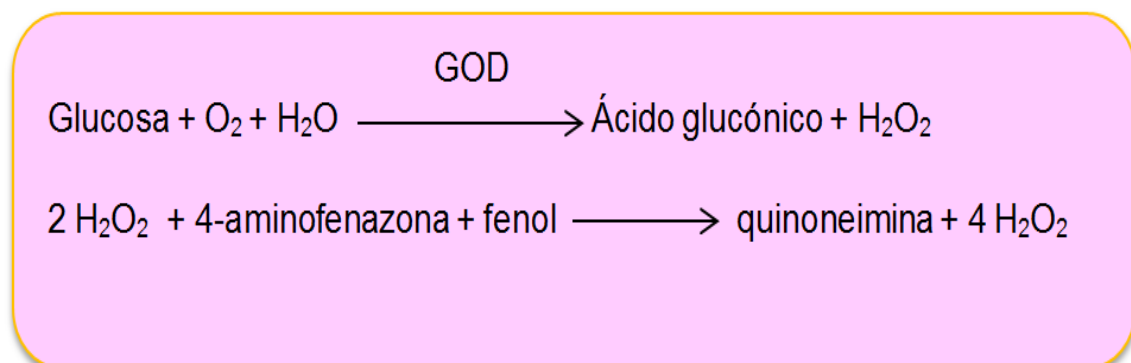 GOD
Glucosa + O₂ + H₂O ⟶ Ácido glucónico + H₂O₂
2 H₂O₂ + 4-aminofenazona + fenol ⟶ quinoneimina + 4 H₂O₂